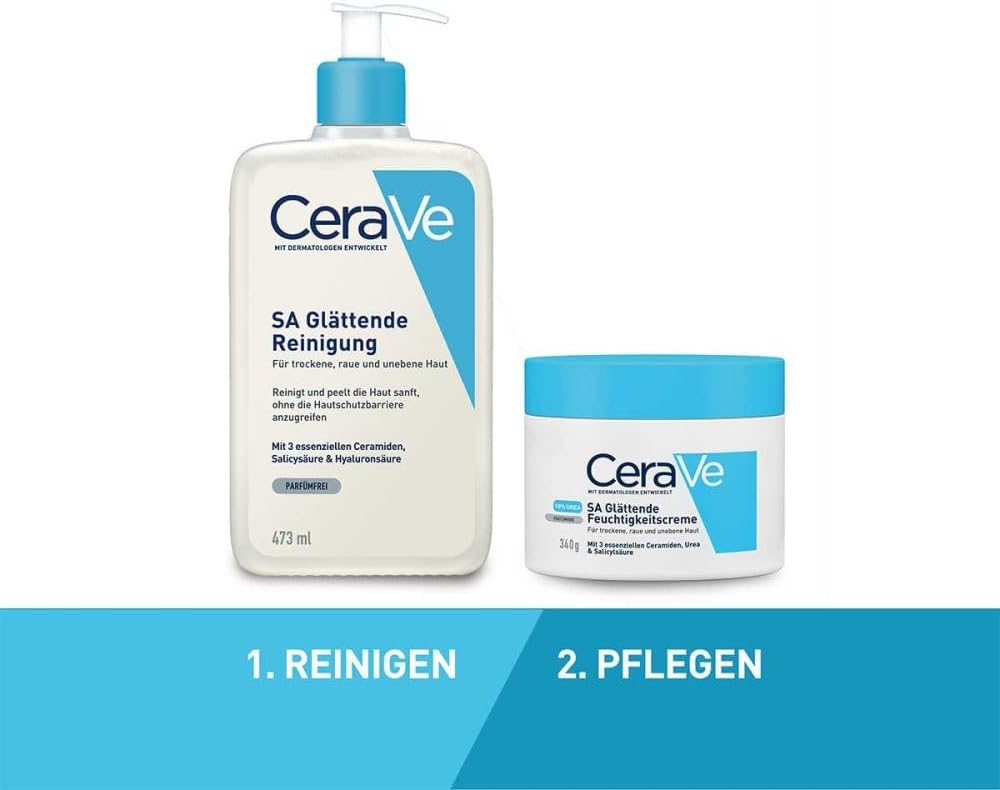 CeraVe
MIT DERMATOLOGEN ENTWICKELT
SA Glättende
Reinigung
Für trockene, raue und unebene Haut
Reinigt und peelt die Haut sanft,
ohne die Hautschutzbarriere
anzugreifen
Mit 3 essenziellen Ceramiden,
Salicysäure & Hyaluronsäure
PARFÜMFREI
473 ml
CeraVe
MIT DERMATOLOGEN ENTWICKELT
10% UREA
SA Glättende
Feuchtigkeitscreme
PARFÜMFREI
Für trockene, raue und unebene Haut
340g
Mit 3 essenziellen Ceramiden, Urea
& Salicylsäure
1. REINIGEN
2. PFLEGEN